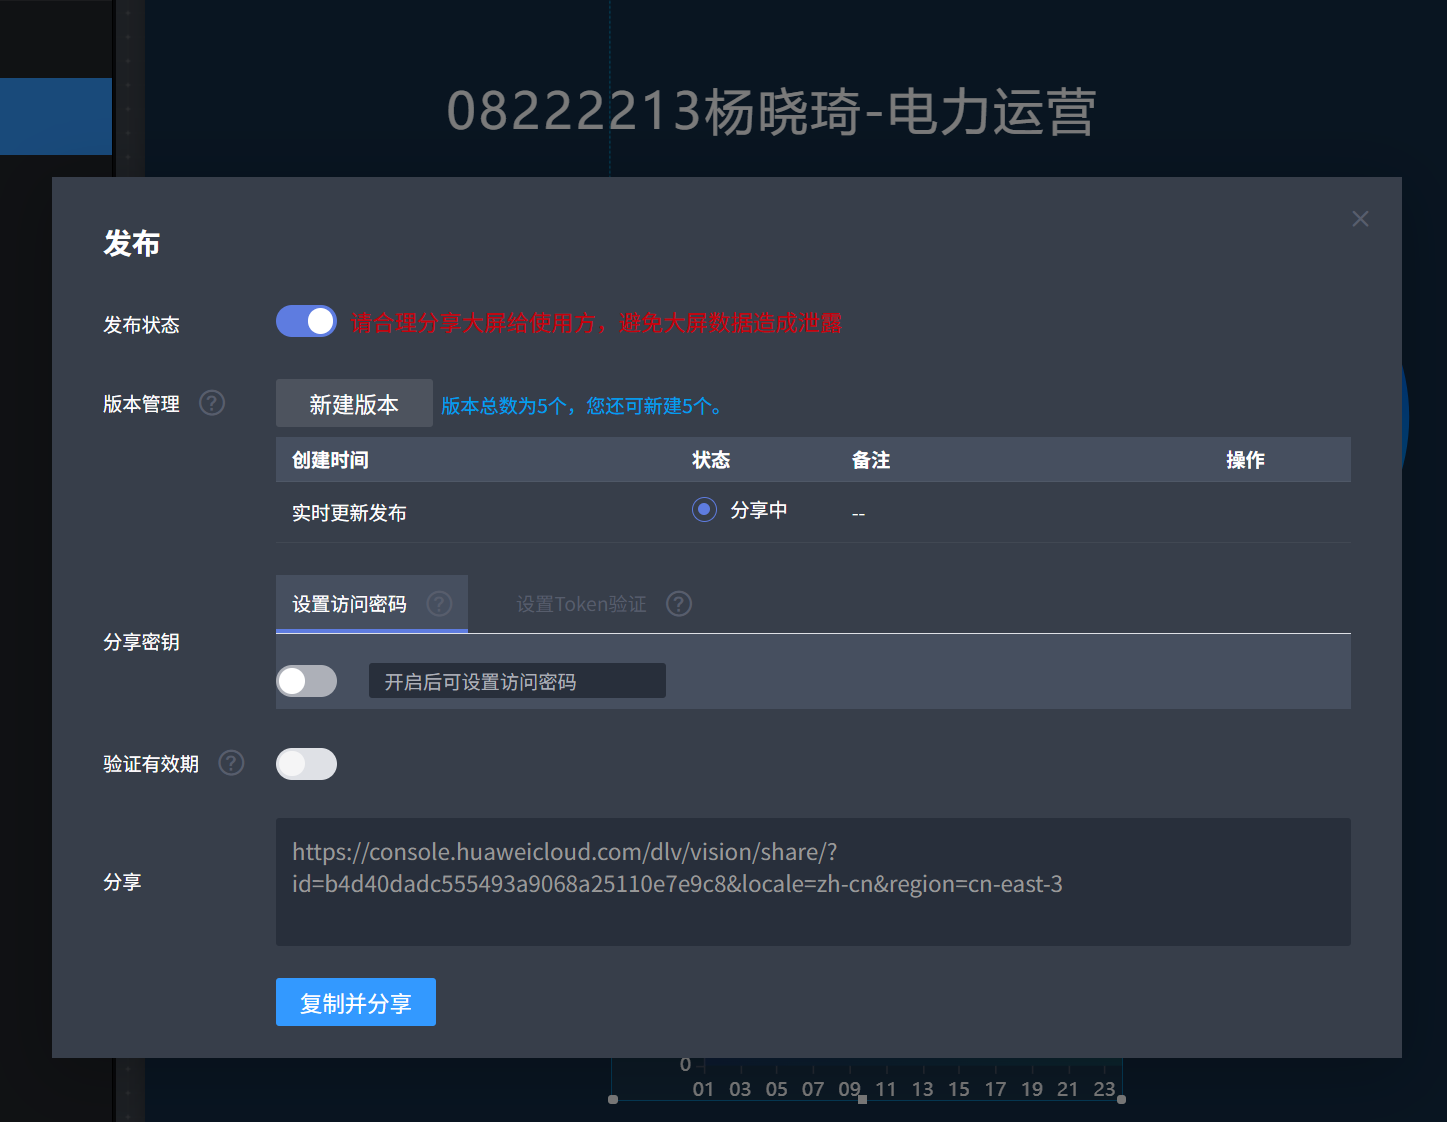 08222213杨晓琦-电力运营
发布
发布状态
请合理分享大屏给使用方，避免大屏数据造成泄露
版本管理 ?
新建版本
版本总数为5个，您还可新建5个。
创建时间 状态 备注 操作
实时更新发布 分享中 --
设置访问密码 ? 设置Token验证 ?
分享密钥
开启后可设置访问密码
验证有效期 ?
https://console.huaweicloud.com/dlv/vision/share/?
id=b4d40dadc555493a9068a25110e7e9c8&locale=zh-cn&region=cn-east-3
分享
复制并分享
0
01 03 05 07 09 11 13 15 17 19 21 23